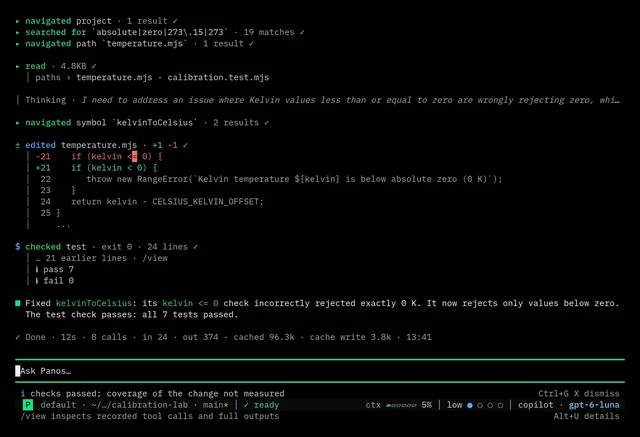 ▸ navigated project · 1 result ✓
▸ searched for `absolute|zero|273\.15|273` · 19 matches ✓
▸ navigated path `temperature.mjs` · 1 result ✓
▸ read · 4.8KB ✓
│ paths › temperature.mjs · calibration.test.mjs
│ Thinking · I need to address an issue where Kelvin values less than or equal to zero are wrongly rejecting zero, whi…
▸ navigated symbol `kelvinToCelsius` · 2 results ✓
± edited temperature.mjs · +1 -1 ✓
│ -21 if (kelvin <= 0) {
│ +21 if (kelvin < 0) {
│ 22 throw new RangeError(`Kelvin temperature ${kelvin} is below absolute zero (0 K)`);
│ 23 }
│ 24 return kelvin - CELSIUS_KELVIN_OFFSET;
│ 25 }
│ ...
$ checked test · exit 0 · 24 lines ✓
│ … 21 earlier lines · /view
│ ℹ pass 7
│ ℹ fail 0
■ Fixed kelvinToCelsius: its kelvin <= 0 check incorrectly rejected exactly 0 K. It now rejects only values below zero.
The test check passes: all 7 tests passed.
✓ Done · 12s · 8 calls · in 24 · out 374 · cached 96.3k · cache write 3.8k · 13:41
Ask Panos…
i checks passed; coverage of the change not measured Ctrl+G X dismiss
P default · ~/…/calibration-lab · main* │ ✓ ready ctx ▰▱▱▱▱▱ 5% │ low ● ○ ○ ○ │ copilot · gpt-6-luna
/view inspects recorded tool calls and full outputs Alt+U details